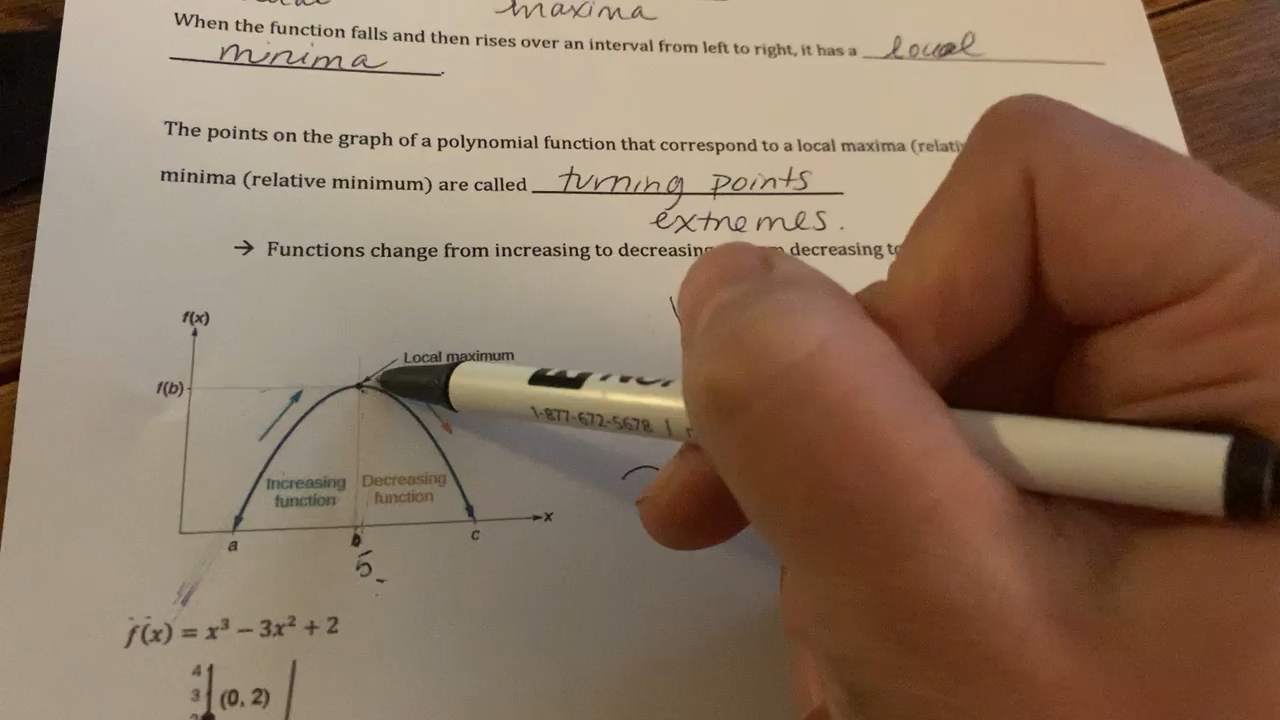 maxima
When the function falls and then rises over an interval from left to right, it has a local
minima.
The points on the graph of a polynomial function that correspond to a local maxima
minima (relative minimum) are called turning points
extremes.
→ Functions change from increasing to decreasing decreasing
f(x)
Local maximum
f(b)
Increasing Decreasing
function function
1-877-672-5678
a b c x
5
f(x) = x³ − 3x² + 2
4
3 (0, 2)